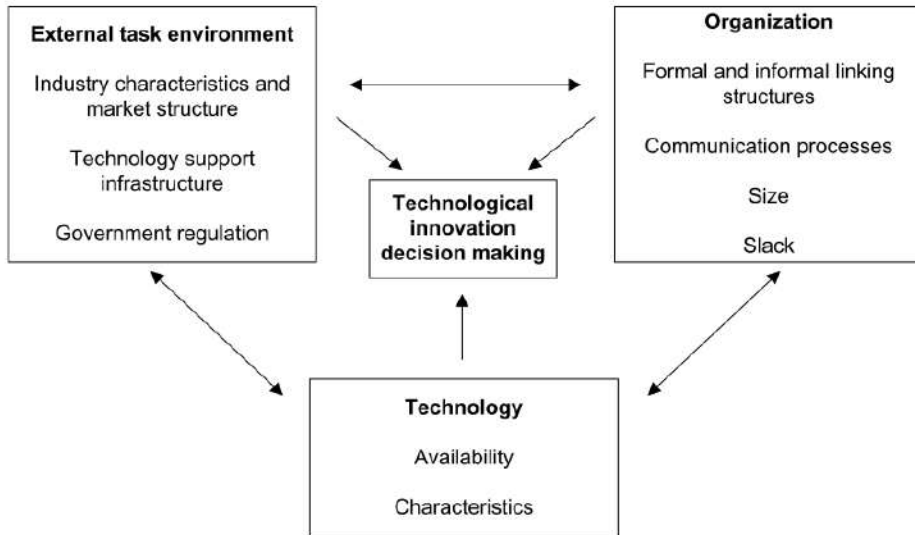 External task environment
Industry characteristics and
market structure
Technology support
infrastructure
Government regulation
Organization
Formal and informal linking
structures
Communication processes
Size
Slack
Technological
innovation
decision making
Technology
Availability
Characteristics